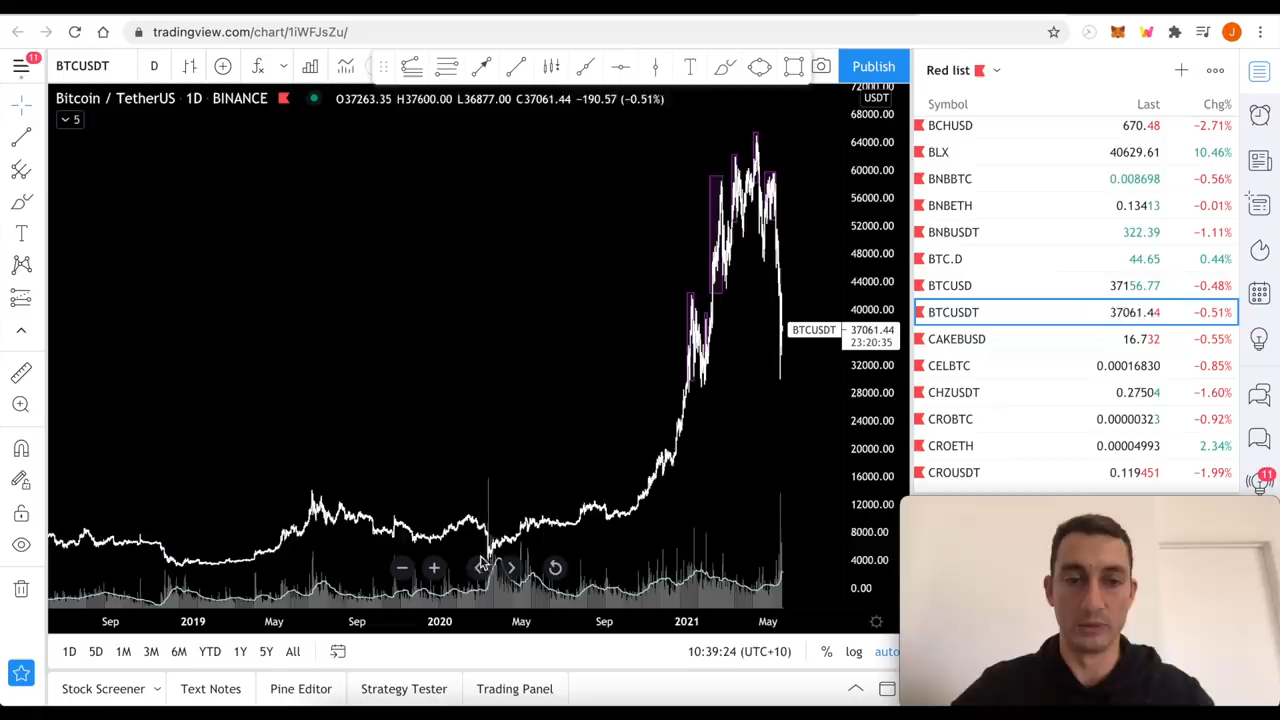 tradingview.com/chart/1iWFJsZu/
J
11
BTCUSDT
D
Publish
Red list
Bitcoin / TetherUS · 1D · BINANCE
O37263.35 H37600.00 L36877.00 C37061.44 −190.57 (−0.51%)
5
72000.00
USDT
68000.00
64000.00
60000.00
56000.00
52000.00
48000.00
44000.00
40000.00
BTCUSDT
37061.44
23:20:35
32000.00
28000.00
24000.00
20000.00
16000.00
12000.00
8000.00
4000.00
0.00
Sep 2019 May Sep 2020 May Sep 2021 May
1D 5D 1M 3M 6M YTD 1Y 5Y All
10:39:24 (UTC+10) % log auto
Stock Screener Text Notes Pine Editor Strategy Tester Trading Panel
Symbol Last Chg%
BCHUSD 670.48 −2.71%
BLX 40629.61 10.46%
BNBBTC 0.008698 −0.56%
BNBETH 0.13413 −0.01%
BNBUSDT 322.39 −1.11%
BTC.D 44.65 0.44%
BTCUSD 37156.77 −0.48%
BTCUSDT 37061.44 −0.51%
CAKEBUSD 16.732 −0.55%
CELBTC 0.00016830 −0.85%
CHZUSDT 0.27504 −1.60%
CROBTC 0.00000323 −0.92%
CROETH 0.00004993 2.34%
CROUSDT 0.119451 −1.99%
11